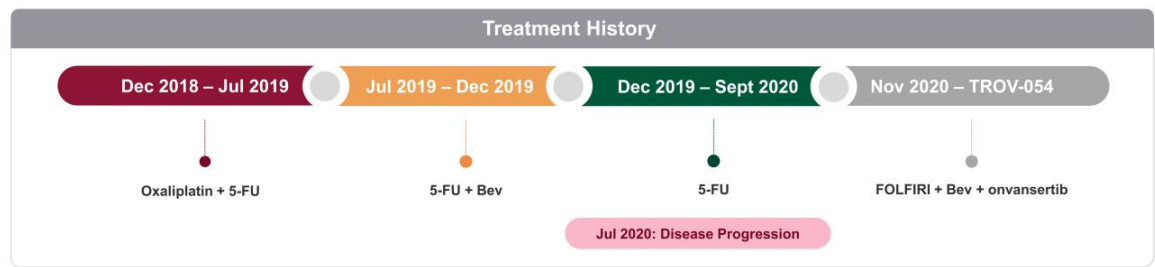 Treatment History
Dec 2018 – Jul 2019
Jul 2019 – Dec 2019
Dec 2019 – Sept 2020
Nov 2020 – TROV-054
Oxaliplatin + 5-FU
5-FU + Bev
5-FU
FOLFIRI + Bev + onvansertib
Jul 2020: Disease Progression